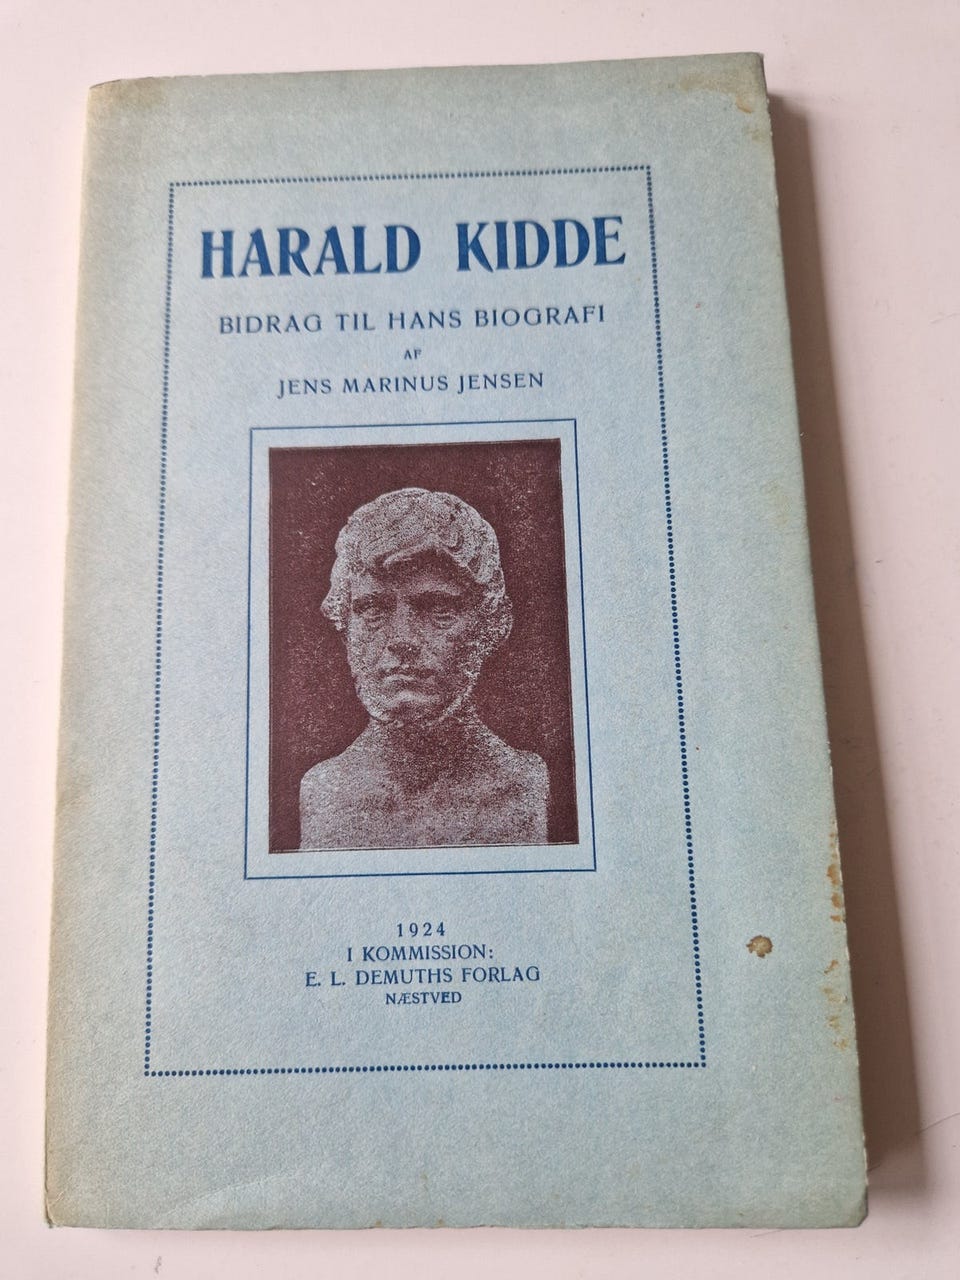 HARALD KIDDE
BIDRAG TIL HANS BIOGRAFI
AF
JENS MARINUS JENSEN
1924
I KOMMISSION:
E. L. DEMUTHS FORLAG
NÆSTVED